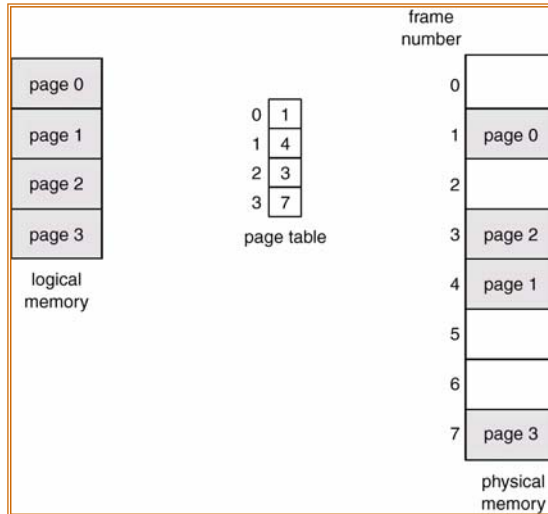 frame
number
page 0
page 1
page 2
page 3
logical
memory
0 1
1 4
2 3
3 7
page table
0
1 page 0
2
3 page 2
4 page 1
5
6
7 page 3
physical
memory